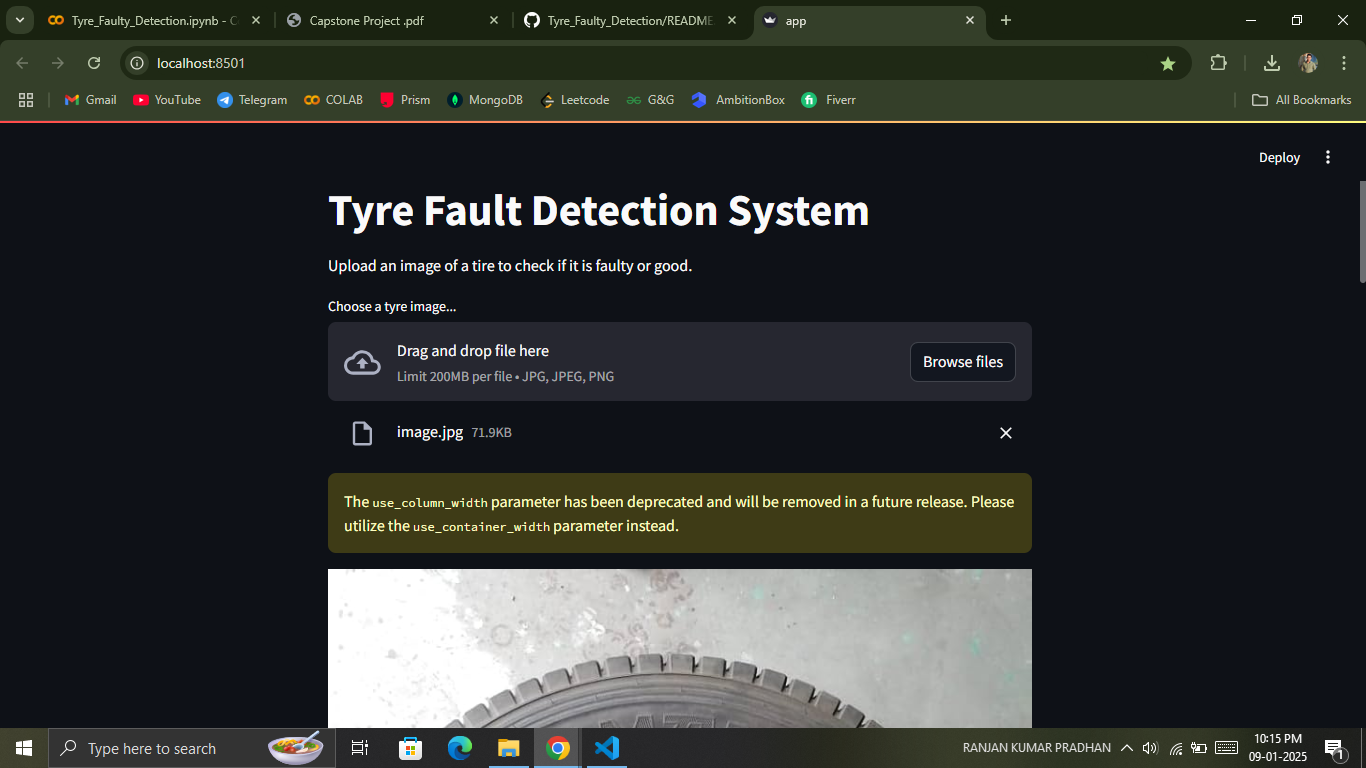 Tyre_Faulty_Detection.ipynb - C
Capstone Project .pdf
Tyre_Faulty_Detection/README
app
localhost:8501
Gmail
YouTube
Telegram
COLAB
Prism
MongoDB
Leetcode
G&G
AmbitionBox
fi
Fiverr
All Bookmarks
Deploy
Tyre Fault Detection System
Upload an image of a tire to check if it is faulty or good.
Choose a tyre image...
Drag and drop file here
Limit 200MB per file • JPG, JPEG, PNG
Browse files
image.jpg 71.9KB
The use_column_width parameter has been deprecated and will be removed in a future release. Please
utilize the use_container_width parameter instead.
Type here to search
RANJAN KUMAR PRADHAN
10:15 PM
09-01-2025
1